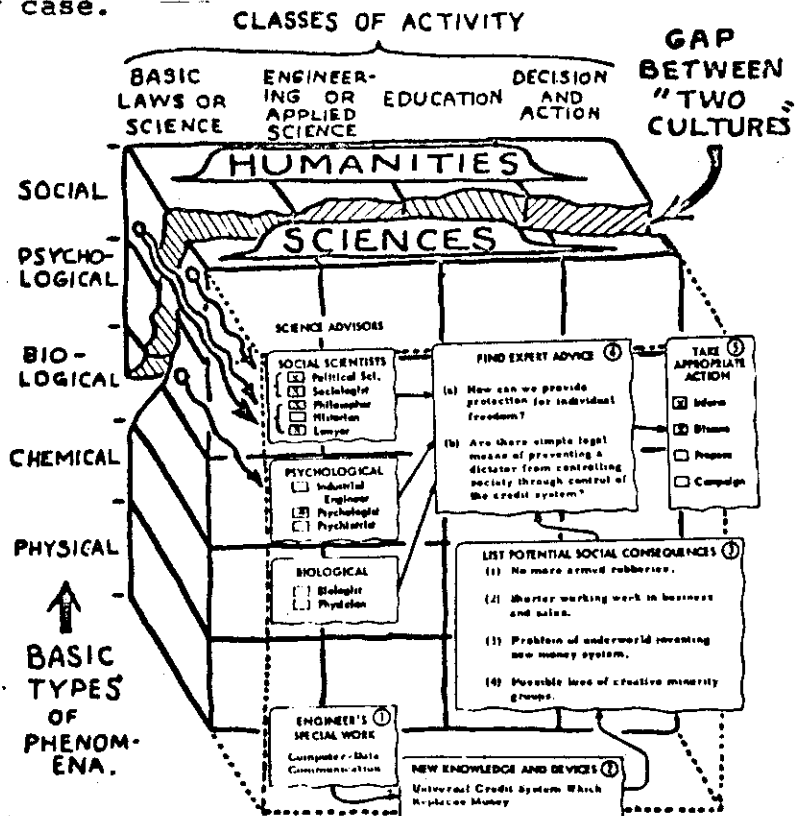 case.
CLASSES OF ACTIVITY
BASIC
LAWS OR
SCIENCE
ENGINEER-
ING OR
APPLIED
SCIENCE
EDUCATION
DECISION
AND
ACTION
GAP
BETWEEN
"TWO
CULTURES"
HUMANITIES
SCIENCES
SOCIAL
PSYCHO-
LOGICAL
BIO-
LOGICAL
CHEMICAL
PHYSICAL
BASIC
TYPES
OF
PHENOM-
ENA.
SCIENCE ADVISORS
SOCIAL SCIENTISTS
Political Sci.
Sociologist
Philosopher
Historian
Lawyer
PSYCHOLOGICAL
Industrial
Engineer
Psychologist
Psychiatrist
BIOLOGICAL
Biologist
Physician
FIND EXPERT ADVICE 4
(a) How can we provide
protection for individual
freedom?
(b) Are there simple legal
means of preventing a
dictator from controlling
society through control of
the credit system?
TAKE 5
APPROPRIATE
ACTION
Inform
Discuss
Propose
Campaign
LIST POTENTIAL SOCIAL CONSEQUENCES 3
(1) No more armed robberies.
(2) Shorter working week in business
and sales.
(3) Problem of underworld inventing
new money system.
(4) Possible loss of creative minority
groups.
ENGINEER'S 1
SPECIAL WORK
Computer-Data
Communication
NEW KNOWLEDGE AND DEVICES 2
Universal Credit System Which
Replaces Money